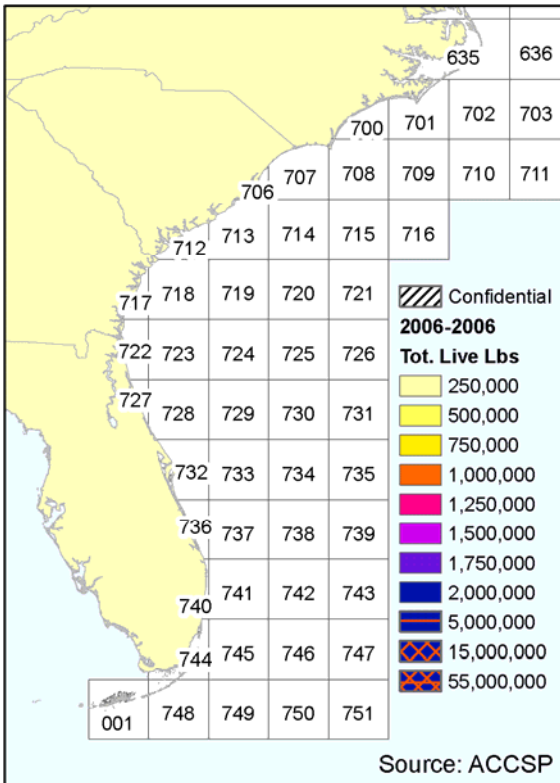 635 636
700 701 702 703
706 707 708 709 710 711
712 713 714 715 716
717 718 719 720 721
722 723 724 725 726
727 728 729 730 731
732 733 734 735
736 737 738 739
740 741 742 743
744 745 746 747
001 748 749 750 751
Confidential
2006-2006
Tot. Live Lbs
250,000
500,000
750,000
1,000,000
1,250,000
1,500,000
1,750,000
2,000,000
5,000,000
15,000,000
55,000,000
Source: ACCSP